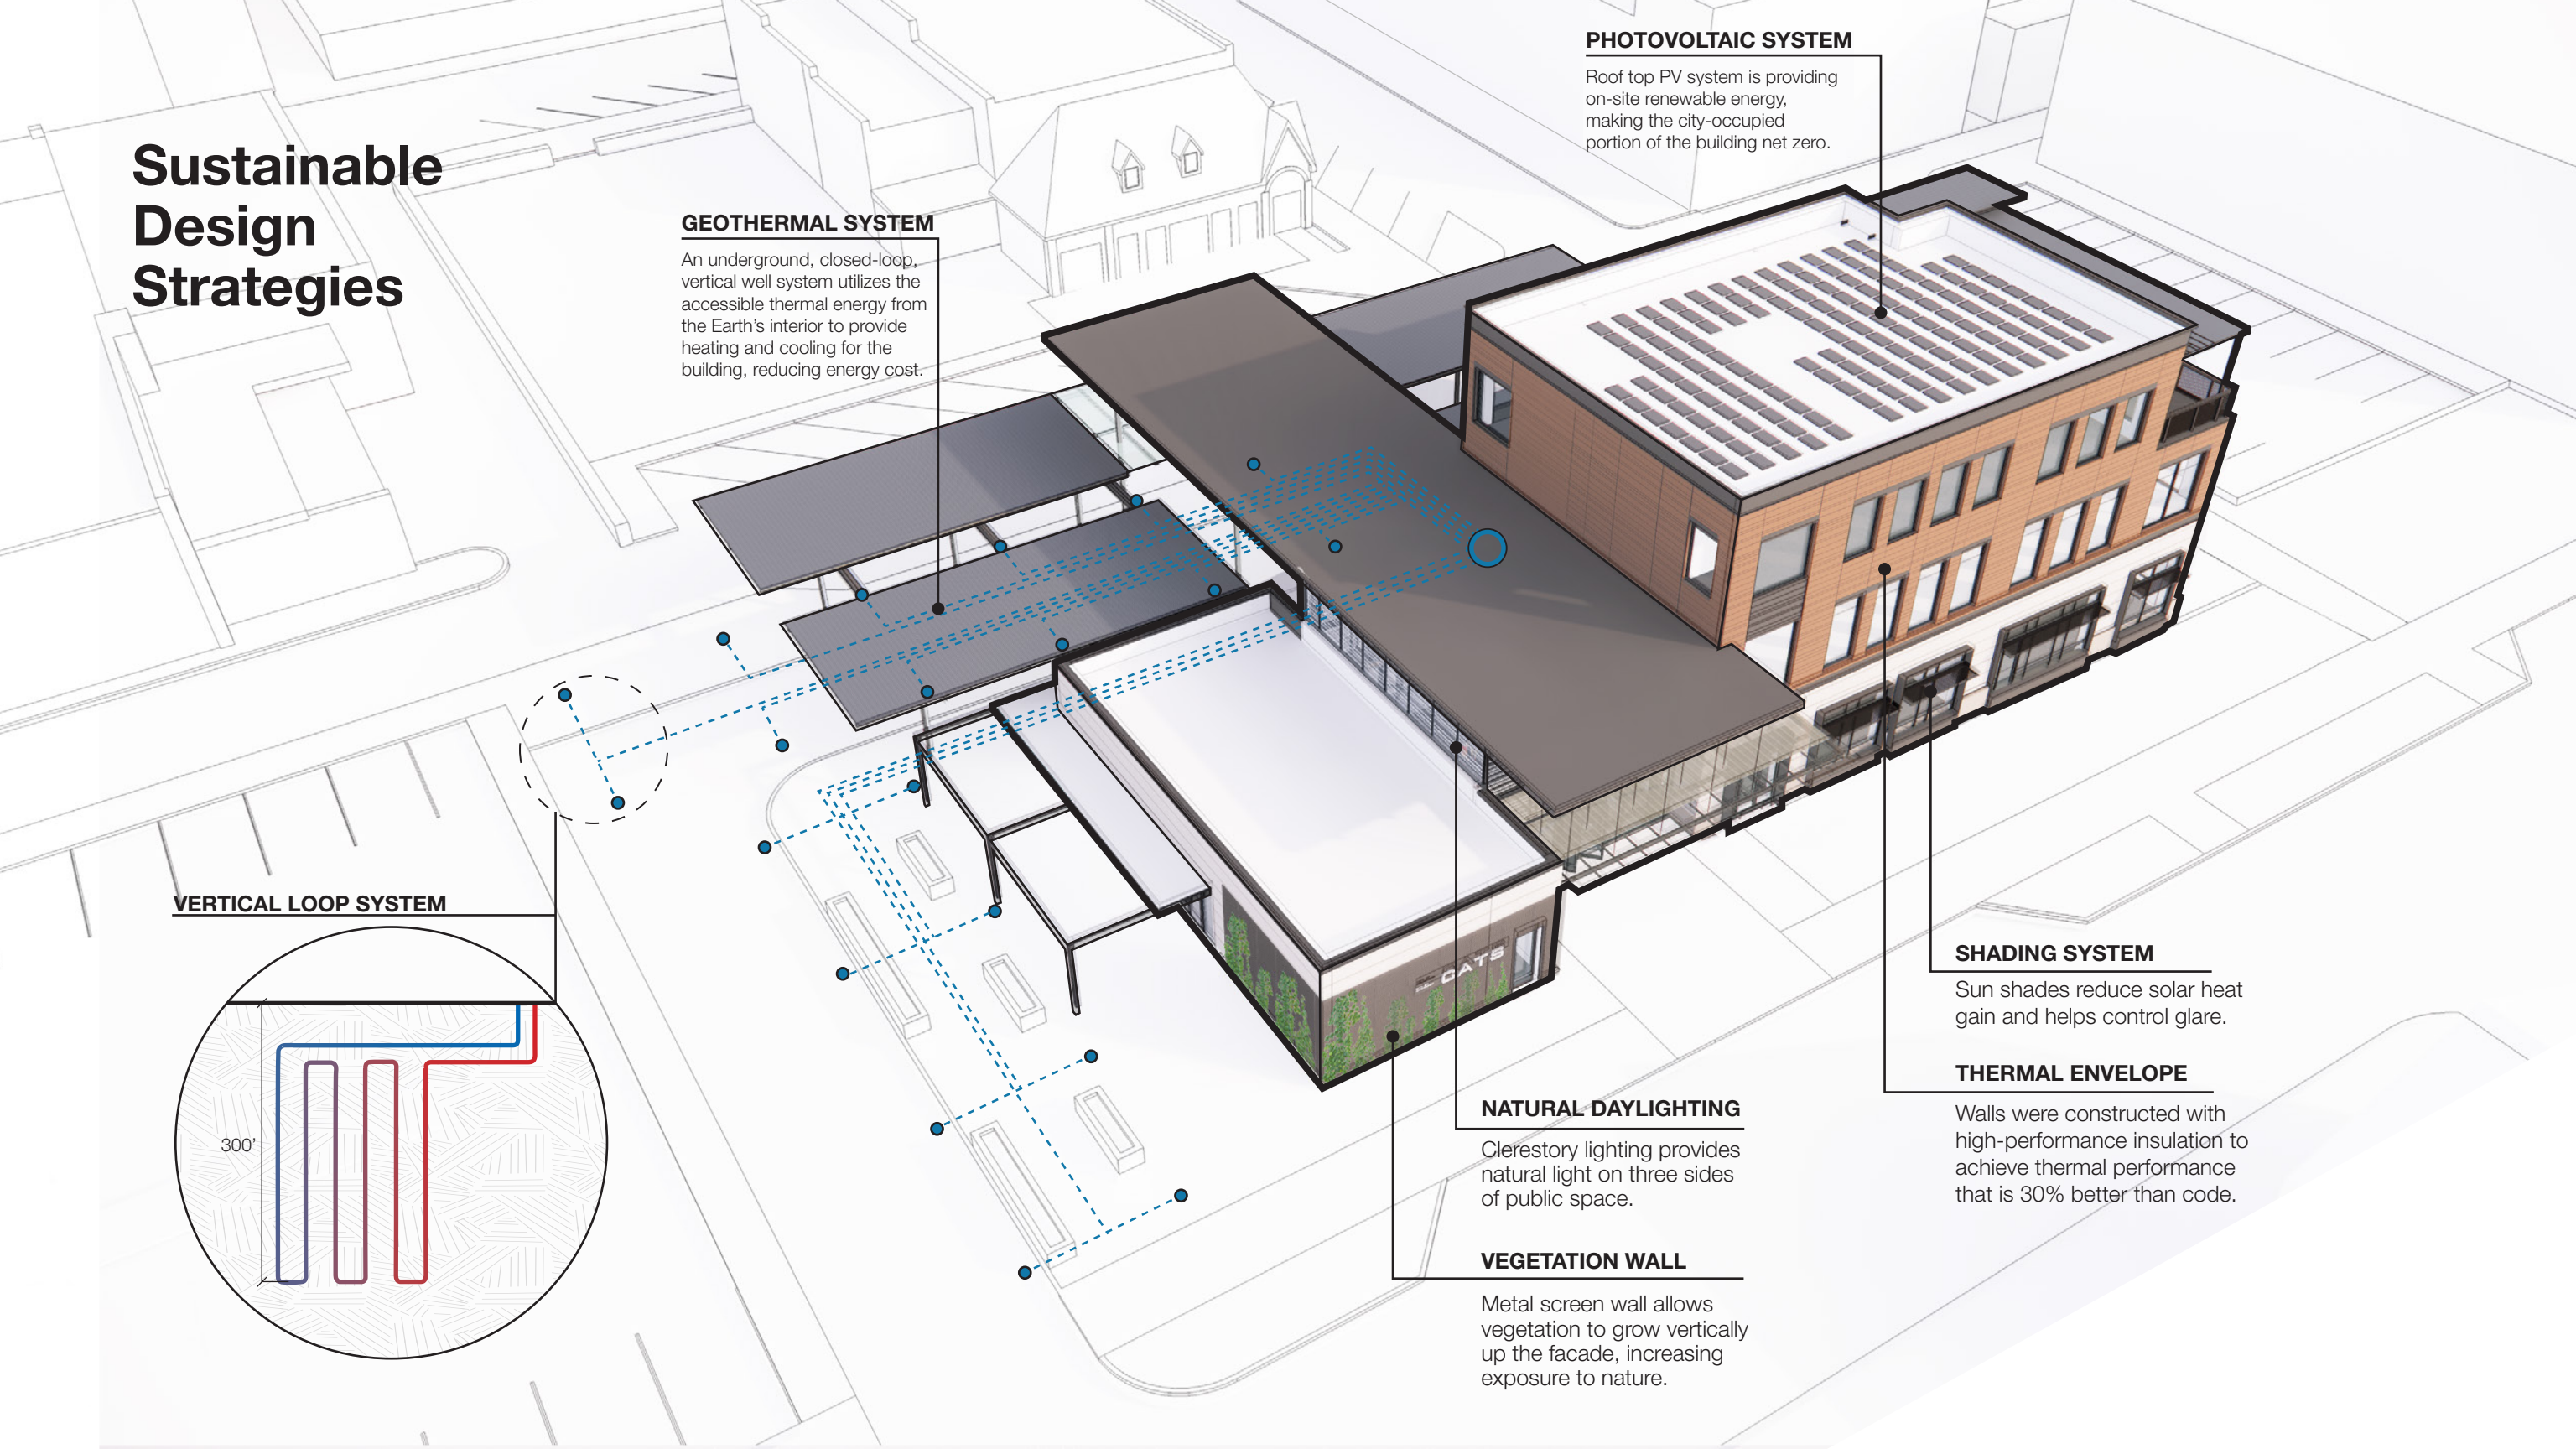 Sustainable
Design
Strategies
GEOTHERMAL SYSTEM
An underground, closed-loop,
vertical well system utilizes the
accessible thermal energy from
the Earth's interior to provide
heating and cooling for the
building, reducing energy cost.
PHOTOVOLTAIC SYSTEM
Roof top PV system is providing
on-site renewable energy,
making the city-occupied
portion of the building net zero.
VERTICAL LOOP SYSTEM
300'
CATS
SHADING SYSTEM
Sun shades reduce solar heat
gain and helps control glare.
THERMAL ENVELOPE
Walls were constructed with
high-performance insulation to
achieve thermal performance
that is 30% better than code.
NATURAL DAYLIGHTING
Clerestory lighting provides
natural light on three sides
of public space.
VEGETATION WALL
Metal screen wall allows
vegetation to grow vertically
up the facade, increasing
exposure to nature.